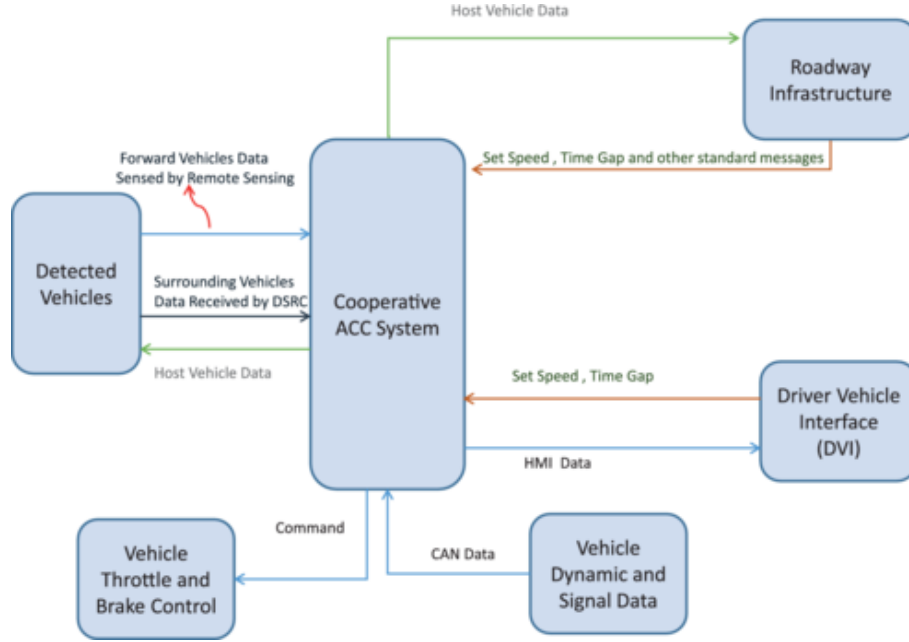 Host Vehicle Data
Roadway
Infrastructure
Forward Vehicles Data
Sensed by Remote Sensing
Set Speed , Time Gap and other standard messages
Detected
Vehicles
Surrounding Vehicles
Data Received by DSRC
Cooperative
ACC System
Host Vehicle Data
Set Speed , Time Gap
Driver Vehicle
Interface
(DVI)
HMI Data
Command
CAN Data
Vehicle
Throttle and
Brake Control
Vehicle
Dynamic and
Signal Data